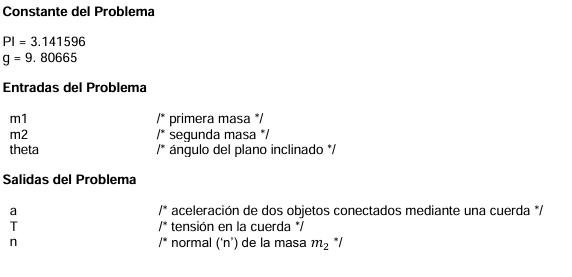 Constante del Problema
PI = 3.141596
g = 9. 80665
Entradas del Problema
m1 /* primera masa */
m2 /* segunda masa */
theta /* ángulo del plano inclinado */
Salidas del Problema
a /* aceleración de dos objetos conectados mediante una cuerda */
T /* tensión en la cuerda */
n /* normal (‘n’) de la masa 𝑚₂ */